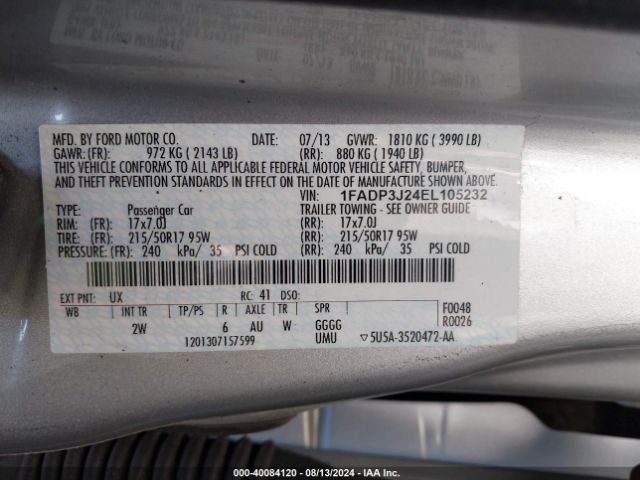 MFD. BY FORD MOTOR CO. DATE: 07/13 GVWR: 1810 KG ( 3990 LB)
GAWR: (FR): 972 KG ( 2143 LB) (RR): 880 KG ( 1940 LB)
THIS VEHICLE CONFORMS TO ALL APPLICABLE FEDERAL MOTOR VEHICLE SAFETY, BUMPER,
AND THEFT PREVENTION STANDARDS IN EFFECT ON THE DATE OF MANUFACTURE SHOWN ABOVE.
VIN: 1FADP3J24EL105232
TYPE: Passenger Car TRAILER TOWING - SEE OWNER GUIDE
RIM: (FR) 17x7.0J (RR): 17x7.0J
TIRE: (FR) 215/50R17 95W (RR): 215/50R17 95W
PRESSURE: (FR) 240 kPa/ 35 PSI COLD (RR): 240 kPa/ 35 PSI COLD
EXT PNT: UX RC: 41 DSO:
WB INT TR TP/PS R AXLE TR SPR F0048
2W 6 AU W GGGG R0026
1201307157599 UMU ▽5U5A-3520472-AA
000-40084120 - 08/13/2024 - IAA Inc.